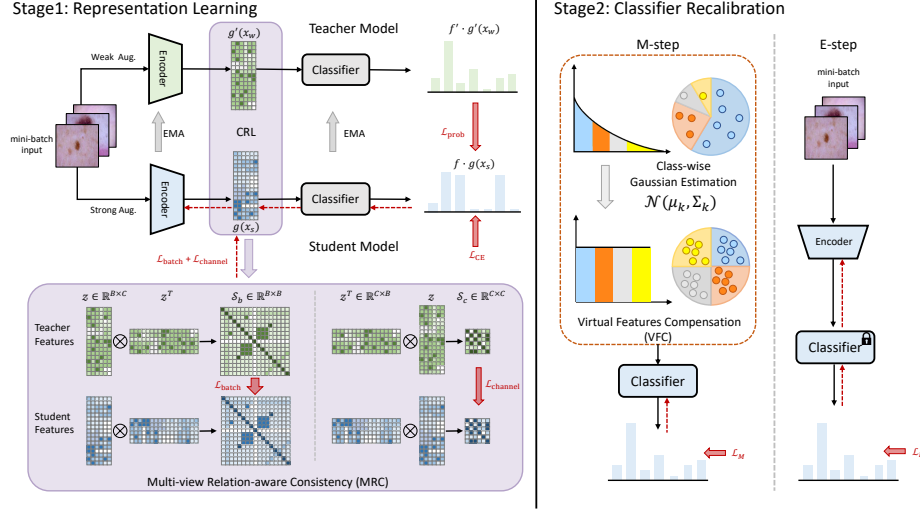 Stage1: Representation Learning
Teacher Model
g′(x_w)
f′ · g′(x_w)
Weak Aug.
Encoder
Classifier
mini-batch
input
EMA
CRL
EMA
ℒ_prob
f · g(x_s)
Encoder
Classifier
Strong Aug.
g(x_s)
Student Model
ℒ_CE
ℒ_batch + ℒ_channel
z ∈ ℝ^{B×C}
z^T
𝒮_b ∈ ℝ^{B×B}
z^T ∈ ℝ^{C×B}
z
𝒮_c ∈ ℝ^{C×C}
Teacher
Features
ℒ_batch
ℒ_channel
Student
Features
Multi-view Relation-aware Consistency (MRC)
Stage2: Classifier Recalibration
M-step
Class-wise
Gaussian Estimation
𝒩(μ_k, Σ_k)
Virtual Features Compensation
(VFC)
Classifier
ℒ_M
E-step
mini-batch
input
Encoder
Classifier